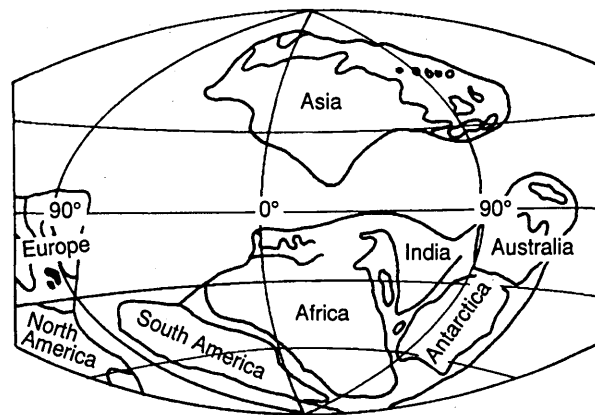 Asia
90°
0°
90°
Europe
India
Australia
Africa
South America
North
America
Antarctica